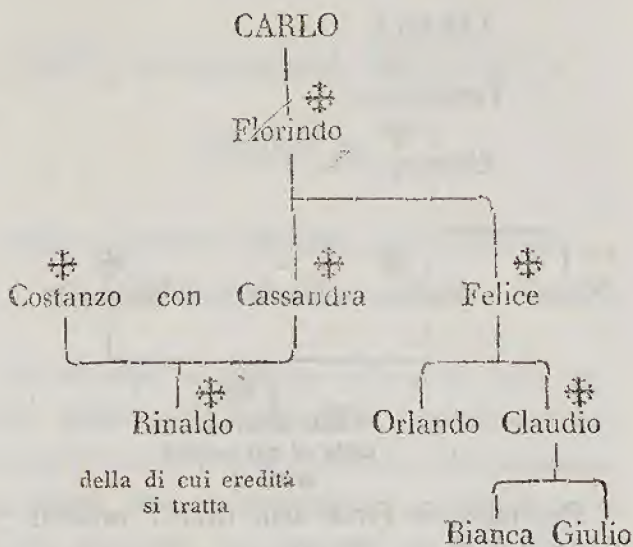 CARLO
Florindo
Costanzo con Cassandra Felice
Rinaldo Orlando Claudio
della di cui eredità
si tratta
Bianca Giulio